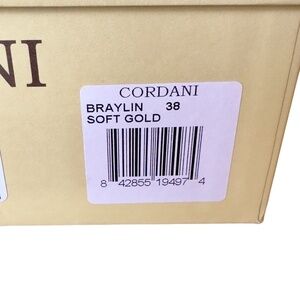 NI
CORDANI
BRAYLIN 38
SOFT GOLD
8 42855 19497 4